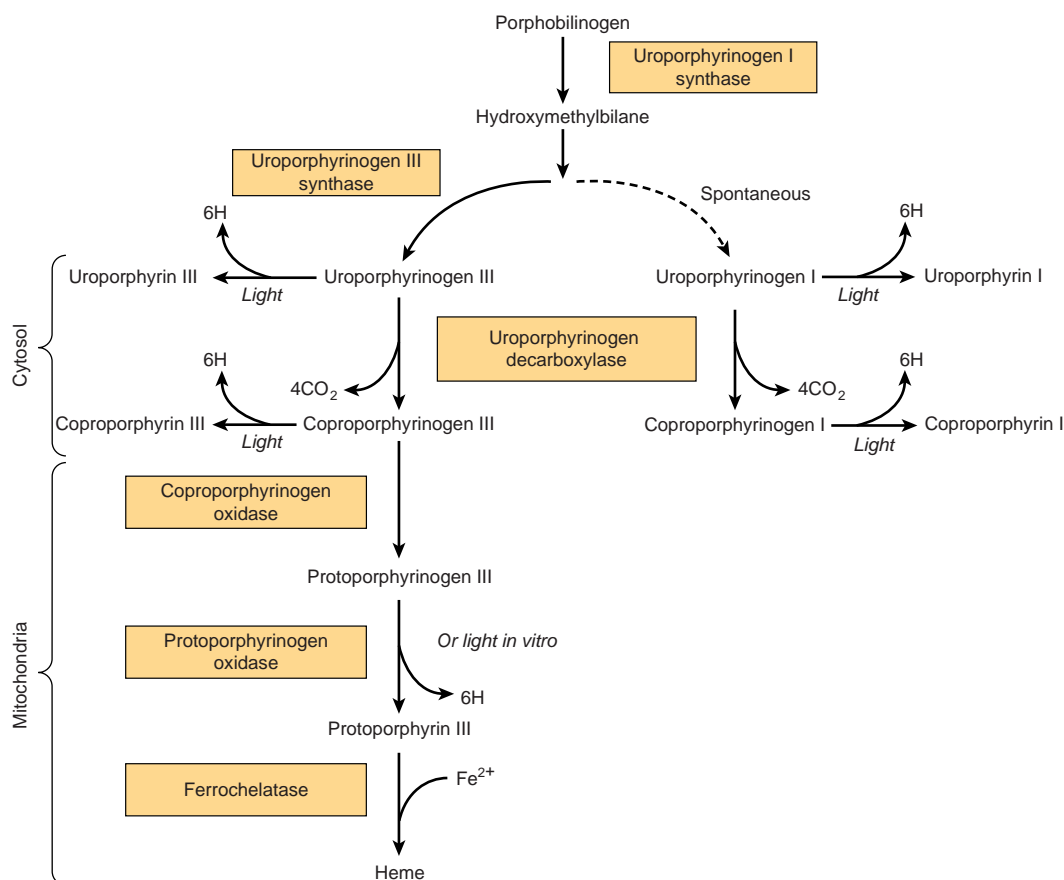 Porphobilinogen
Uroporphyrinogen I
synthase
Hydroxymethylbilane
Uroporphyrinogen III
synthase
Spontaneous
6H
6H
Uroporphyrin III
Light
Uroporphyrinogen III
Uroporphyrinogen I
Light
Uroporphyrin I
Cytosol
Uroporphyrinogen
decarboxylase
6H
4CO₂
4CO₂
6H
Coproporphyrin III
Light
Coproporphyrinogen III
Coproporphyrinogen I
Light
Coproporphyrin I
Coproporphyrinogen
oxidase
Protoporphyrinogen III
Mitochondria
Protoporphyrinogen
oxidase
Or light in vitro
6H
Protoporphyrin III
Ferrochelatase
Fe²⁺
Heme